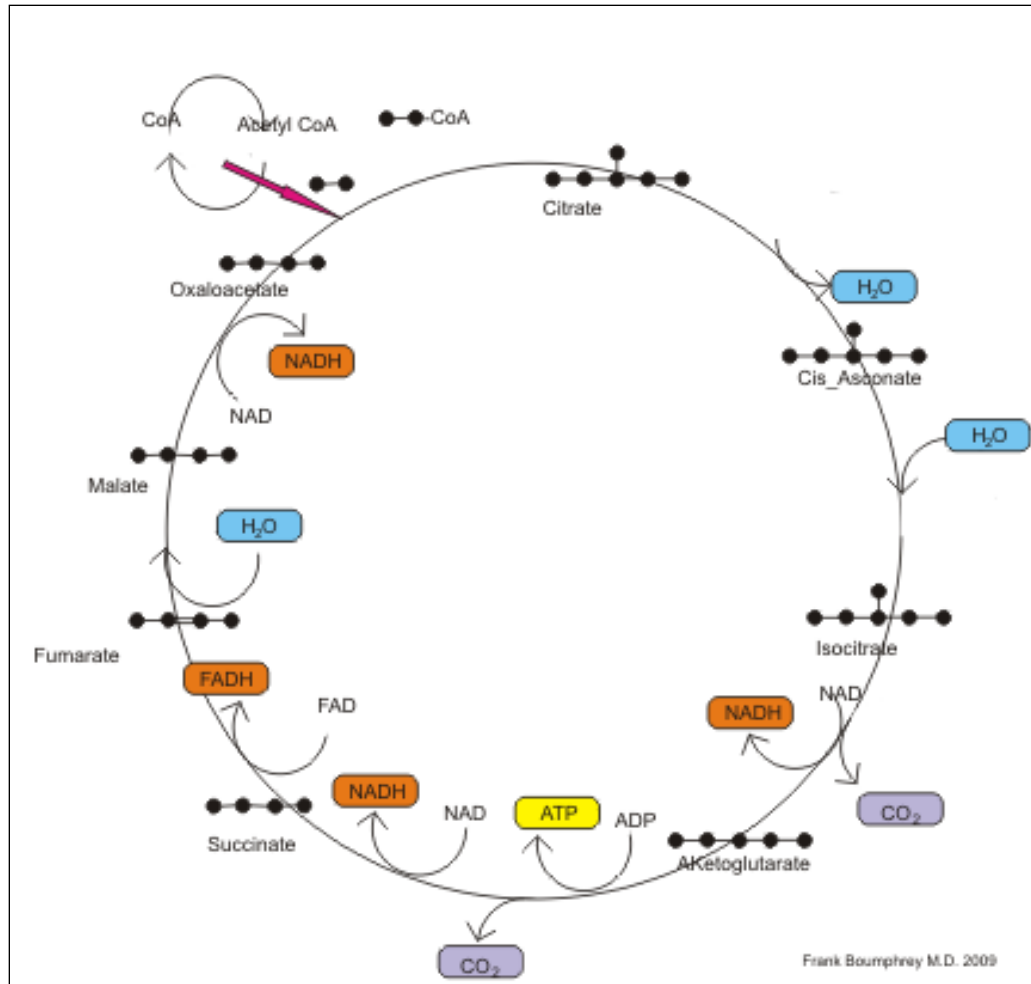 CoA
Acetyl CoA
CoA
Citrate
H₂O
Cis_Asconate
H₂O
Isocitrate
NAD
NADH
CO₂
AKetoglutarate
ADP
ATP
CO₂
NAD
NADH
Succinate
FAD
FADH
Fumarate
H₂O
Malate
NAD
NADH
Oxaloacetate
Frank Boumphrey M.D. 2009